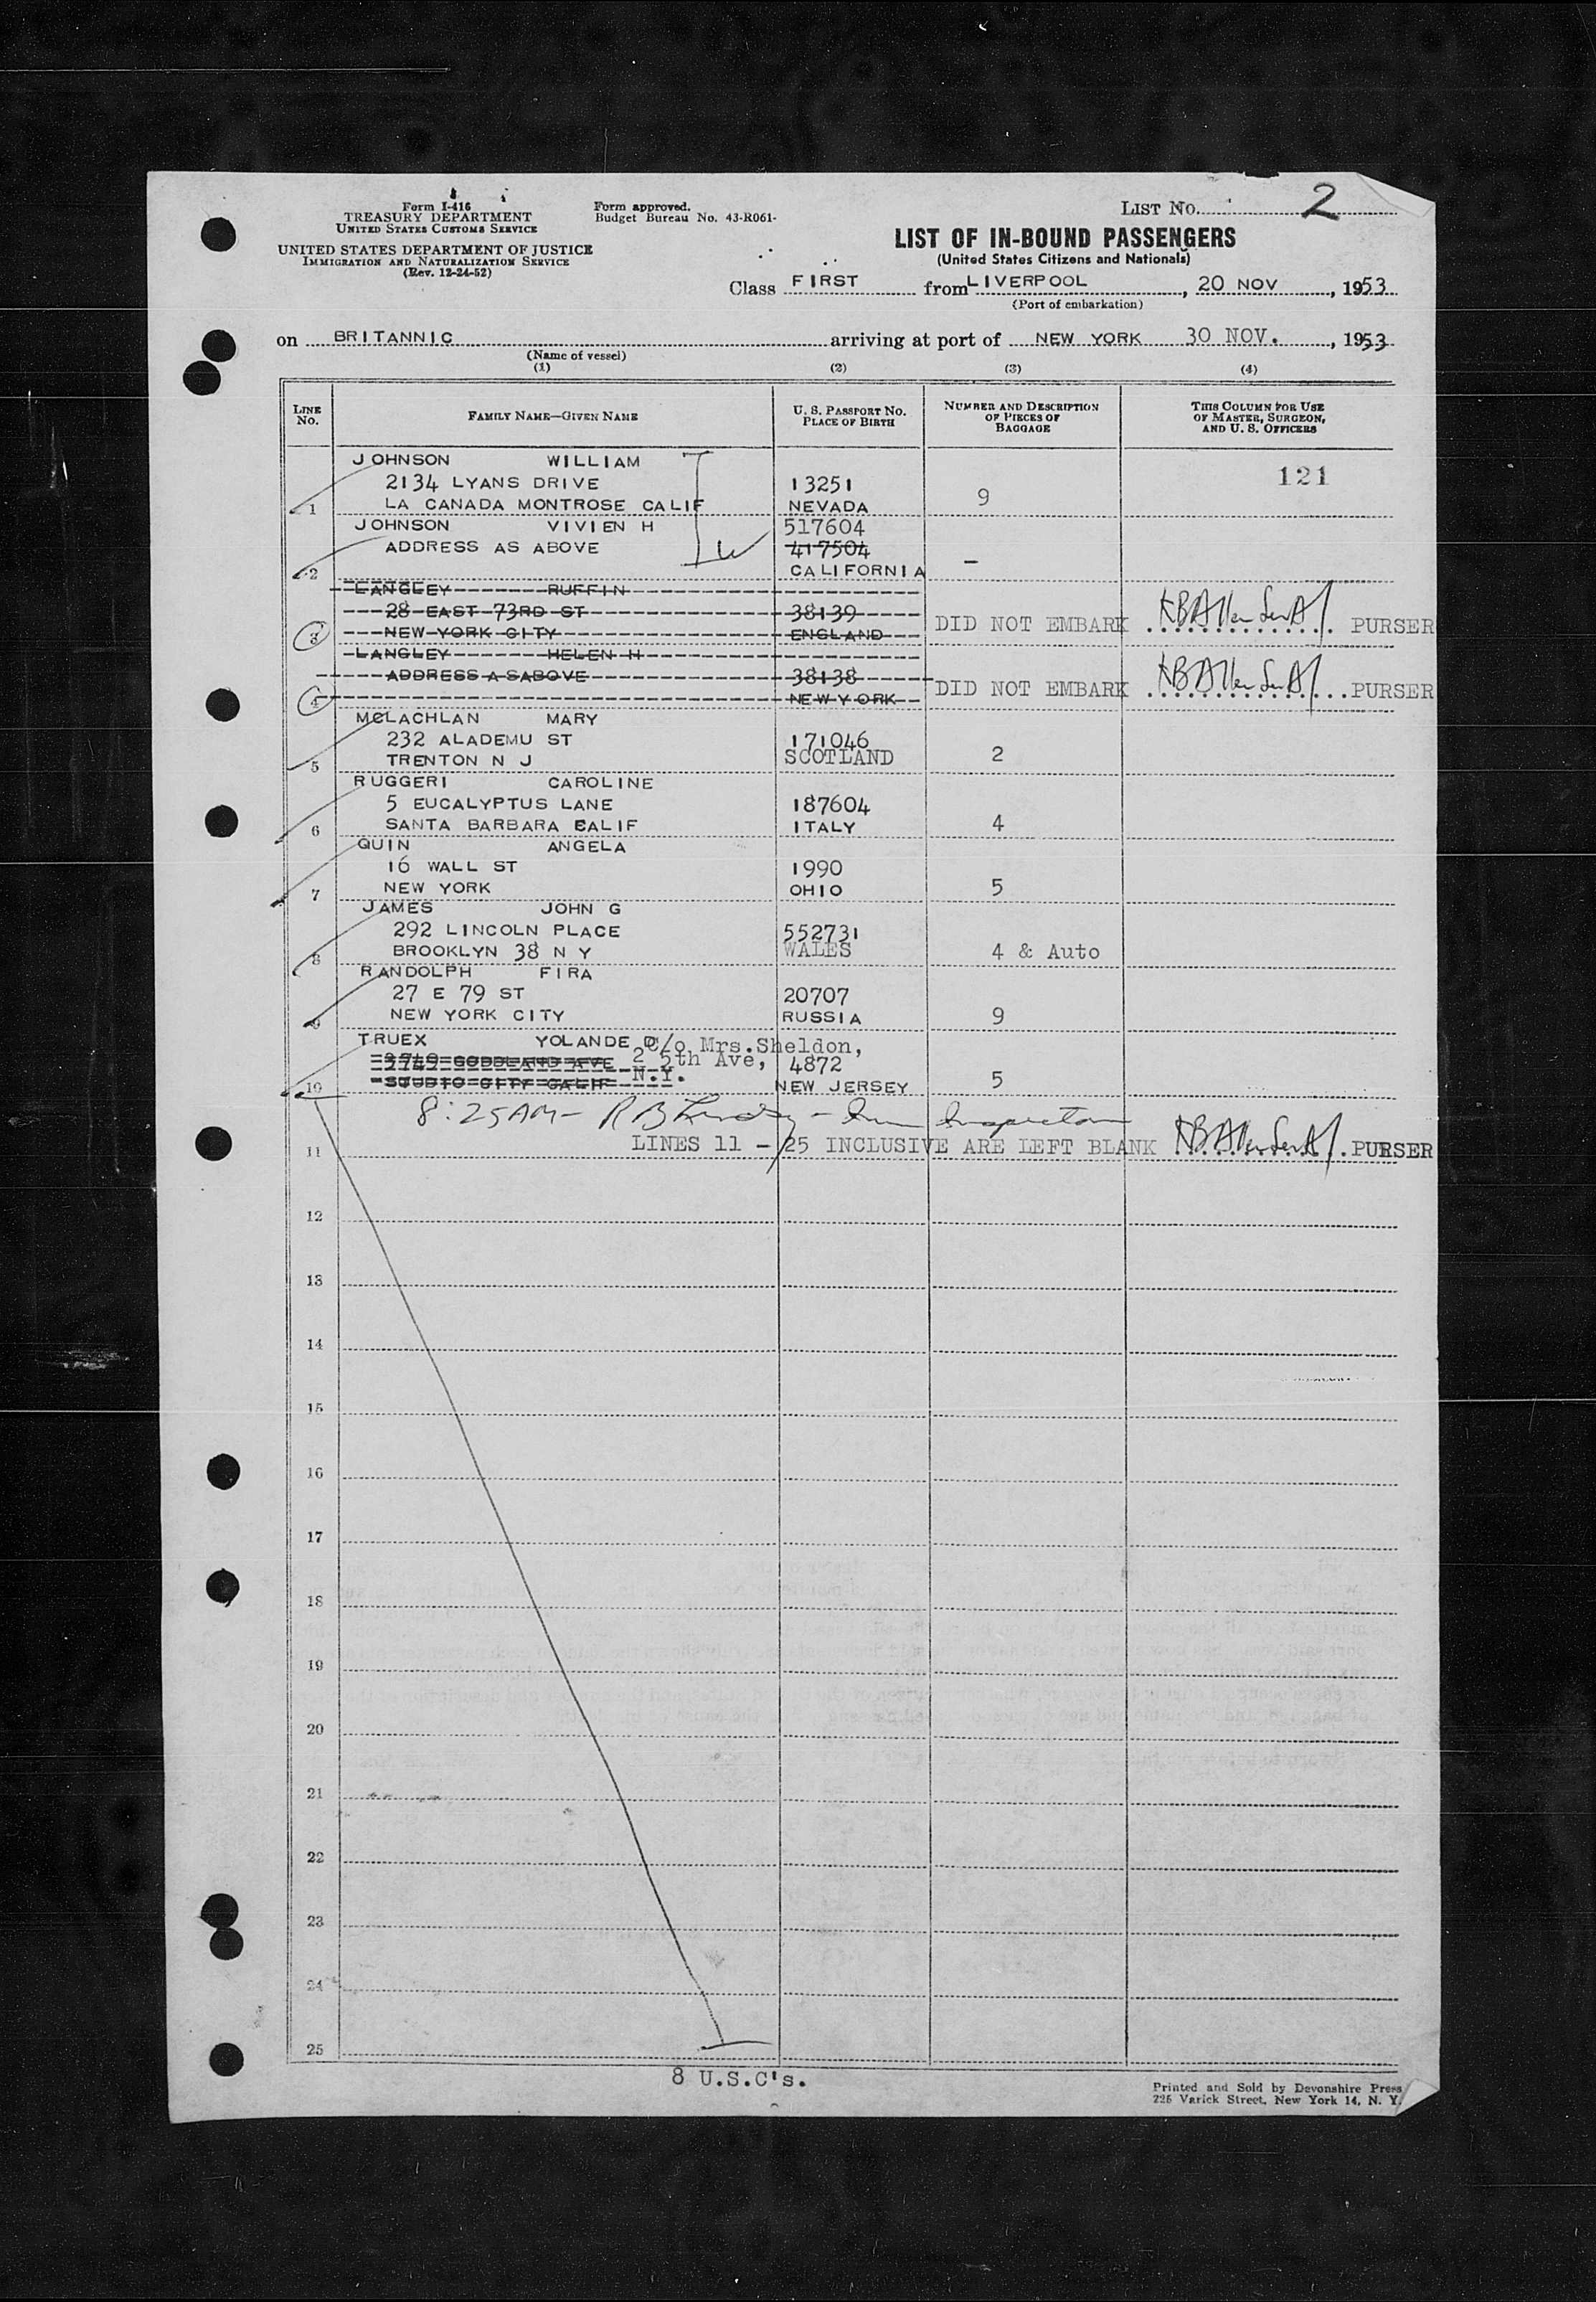 Form I-416
TREASURY DEPARTMENT
UNITED STATES CUSTOMS SERVICE
UNITED STATES DEPARTMENT OF JUSTICE
IMMIGRATION AND NATURALIZATION SERVICE
(Rev. 12-24-52)
Form approved.
Budget Bureau No. 43-R061-
LIST NO. 2
LIST OF IN-BOUND PASSENGERS
(United States Citizens and Nationals)
Class FIRST from LIVERPOOL, 20 NOV, 1953
(Port of embarkation)
on BRITANNIC arriving at port of NEW YORK 30 NOV., 1953
(Name of vessel)
(1) (2) (3) (4)
LINE NO. FAMILY NAME—GIVEN NAME U. S. PASSPORT NO. PLACE OF BIRTH NUMBER AND DESCRIPTION OF PIECES OF BAGGAGE THIS COLUMN FOR USE OF MASTER, SURGEON, AND U. S. OFFICERS
JOHNSON WILLIAM 121
2134 LYANS DRIVE 13251
1 LA CANADA MONTROSE CALIF NEVADA 9
JOHNSON VIVIEN H 517604
ADDRESS AS ABOVE 417504
2 CALIFORNIA —
LANGLEY RUFFIN
28 EAST 73RD ST 38139
3 NEW YORK CITY ENGLAND DID NOT EMBARK PURSER
LANGLEY HELEN H
ADDRESS A SABOVE 38138
4 NEW YORK DID NOT EMBARK PURSER
MCLACHLAN MARY
232 ALADEMU ST 171046
5 TRENTON N J SCOTLAND 2
RUGGERI CAROLINE
5 EUCALYPTUS LANE 187604
6 SANTA BARBARA CALIF ITALY 4
QUIN ANGELA
16 WALL ST 1990
7 NEW YORK OHIO 5
JAMES JOHN G
292 LINCOLN PLACE 552731
8 BROOKLYN 38 N Y WALES 4 & Auto
RANDOLPH FIRA
27 E 79 ST 20707
9 NEW YORK CITY RUSSIA 9
TRUEX YOLANDE D C/o Mrs.Sheldon,
GODDLAND AVE 2 5th Ave, 4872
10 STUDIO CITY CALIF N.Y. NEW JERSEY 5
8:25AM -
11 LINES 11 - 25 INCLUSIVE ARE LEFT BLANK PURSER
12
13
14
15
16
17
18
19
20
21
22
23
24
25
8 U.S.C's.
Printed and Sold by Devonshire Press
225 Varick Street, New York 14, N. Y.